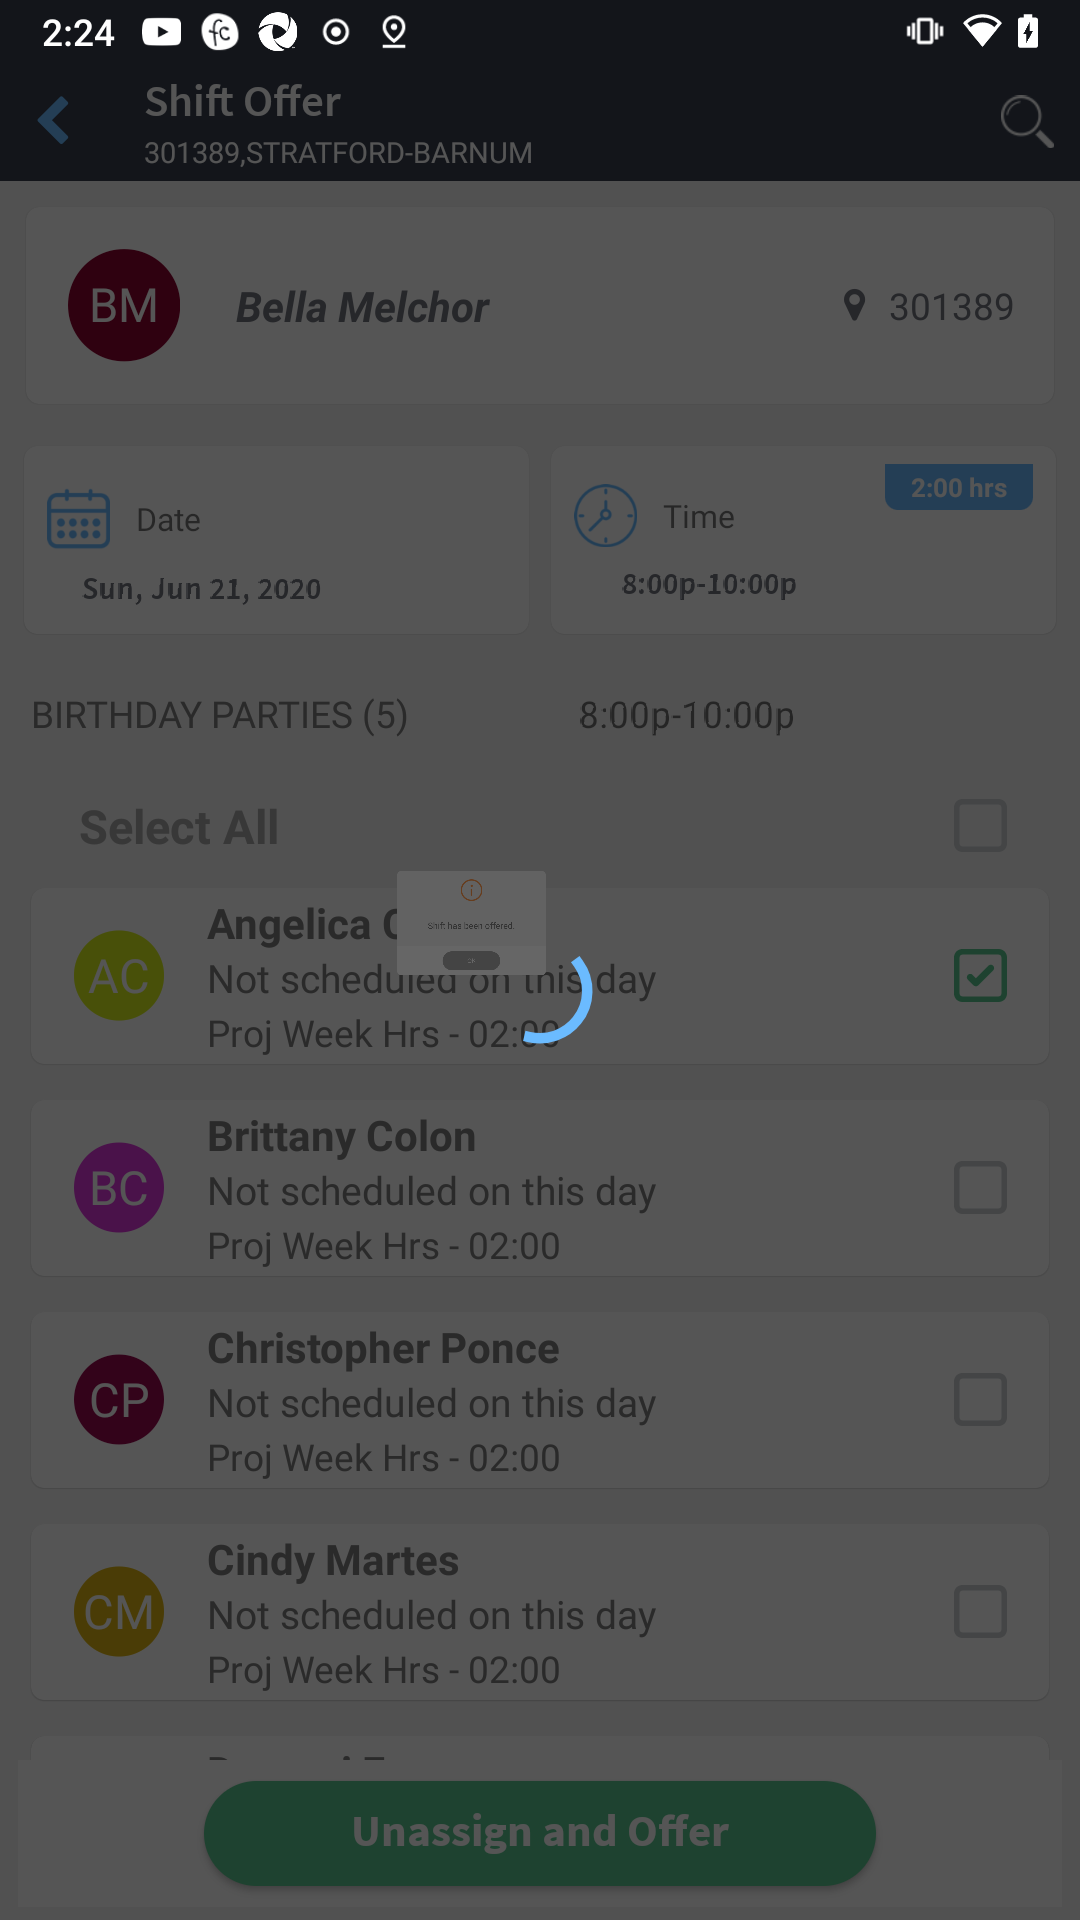 2:24
Shift Offer
301389,STRATFORD-BARNUM
BM
Bella Melchor
301389
Date
Sun, Jun 21, 2020
Time
2:00 hrs
8:00p-10:00p
BIRTHDAY PARTIES (5)
8:00p-10:00p
Select All
Shift has been offered.
OK
AC
Angelica C
Not scheduled on this day
Proj Week Hrs - 02:00
BC
Brittany Colon
Not scheduled on this day
Proj Week Hrs - 02:00
CP
Christopher Ponce
Not scheduled on this day
Proj Week Hrs - 02:00
CM
Cindy Martes
Not scheduled on this day
Proj Week Hrs - 02:00
Unassign and Offer